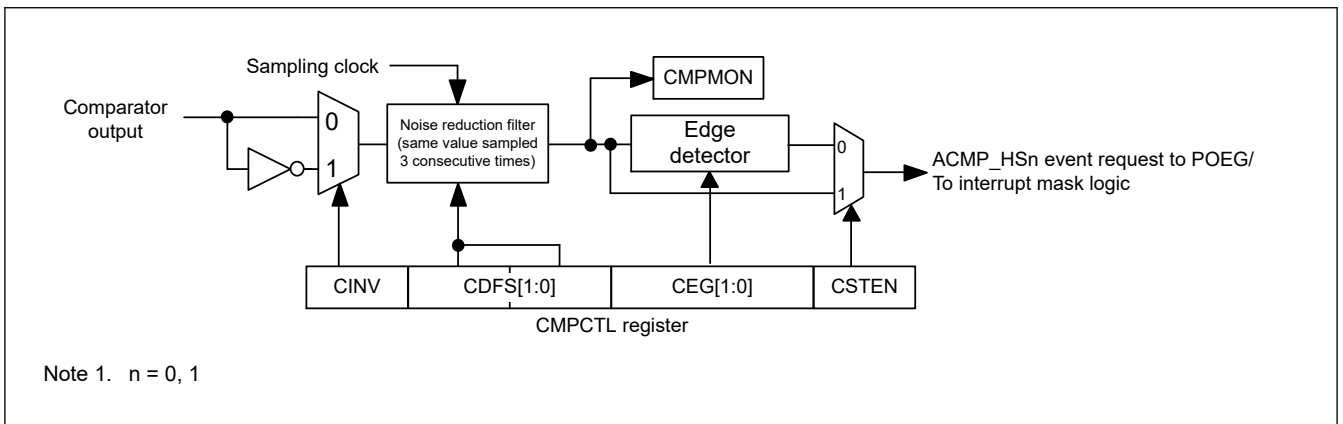 Sampling clock
CMPMON
Comparator
output
0
1
Noise reduction filter
(same value sampled
3 consecutive times)
Edge
detector
0
1
ACMP_HSn event request to POEG/
To interrupt mask logic
CINV
CDFS[1:0]
CEG[1:0]
CSTEN
CMPCTL register
Note 1. n = 0, 1